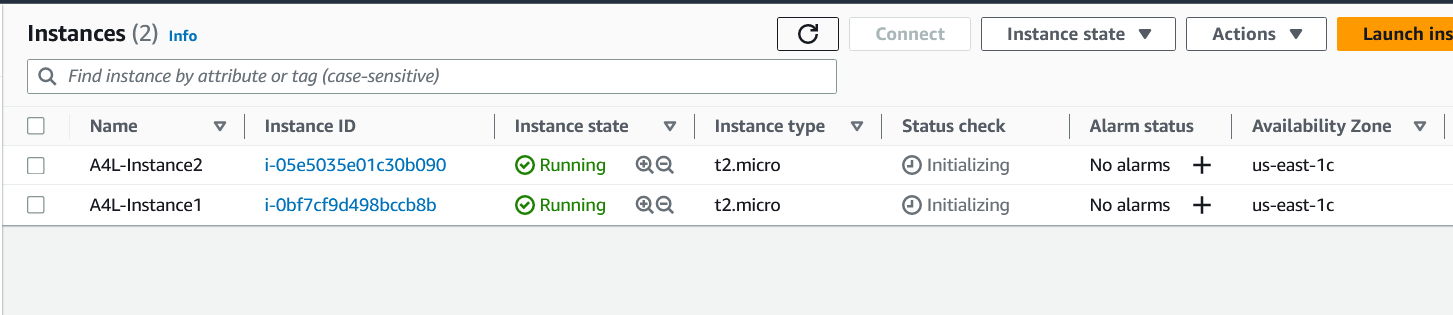 Instances (2) Info
Connect
Instance state
Actions
Launch ins
Find instance by attribute or tag (case-sensitive)
Name Instance ID Instance state Instance type Status check Alarm status Availability Zone
A4L-Instance2 i-05e5035e01c30b090 Running t2.micro Initializing No alarms us-east-1c
A4L-Instance1 i-0bf7cf9d498bccb8b Running t2.micro Initializing No alarms us-east-1c